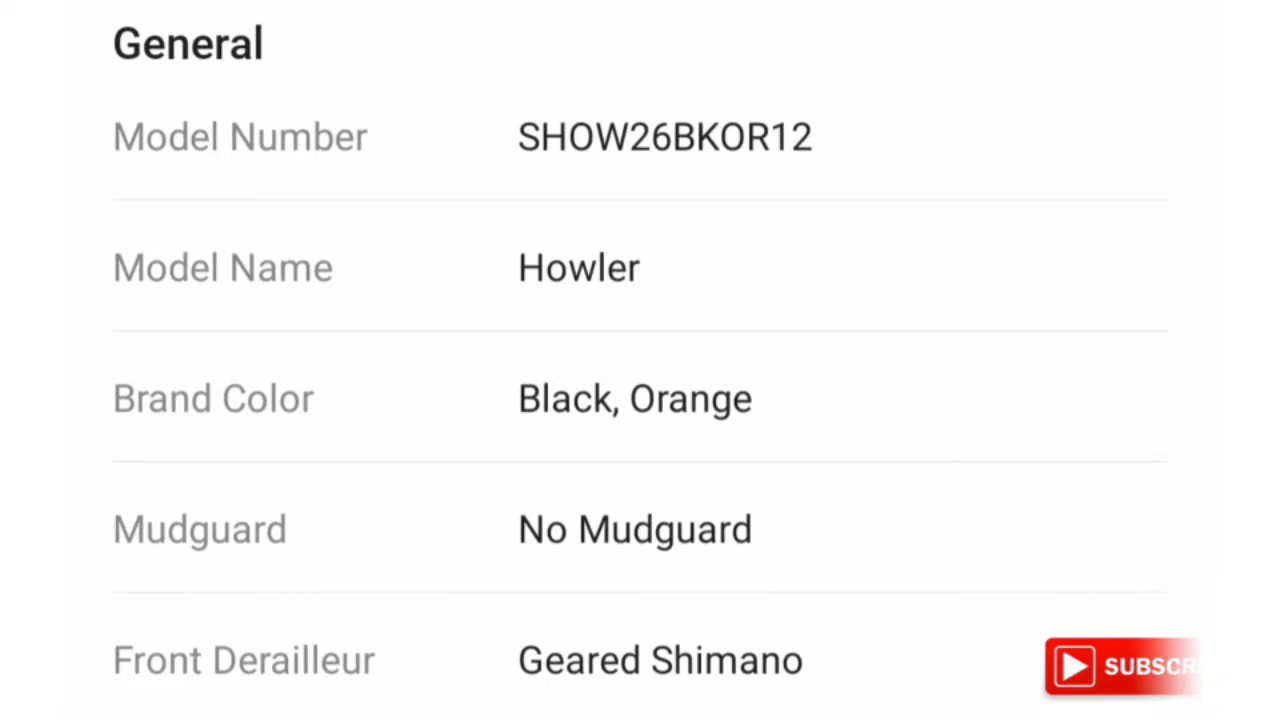 General
Model Number SHOW26BKOR12
Model Name Howler
Brand Color Black, Orange
Mudguard No Mudguard
Front Derailleur Geared Shimano